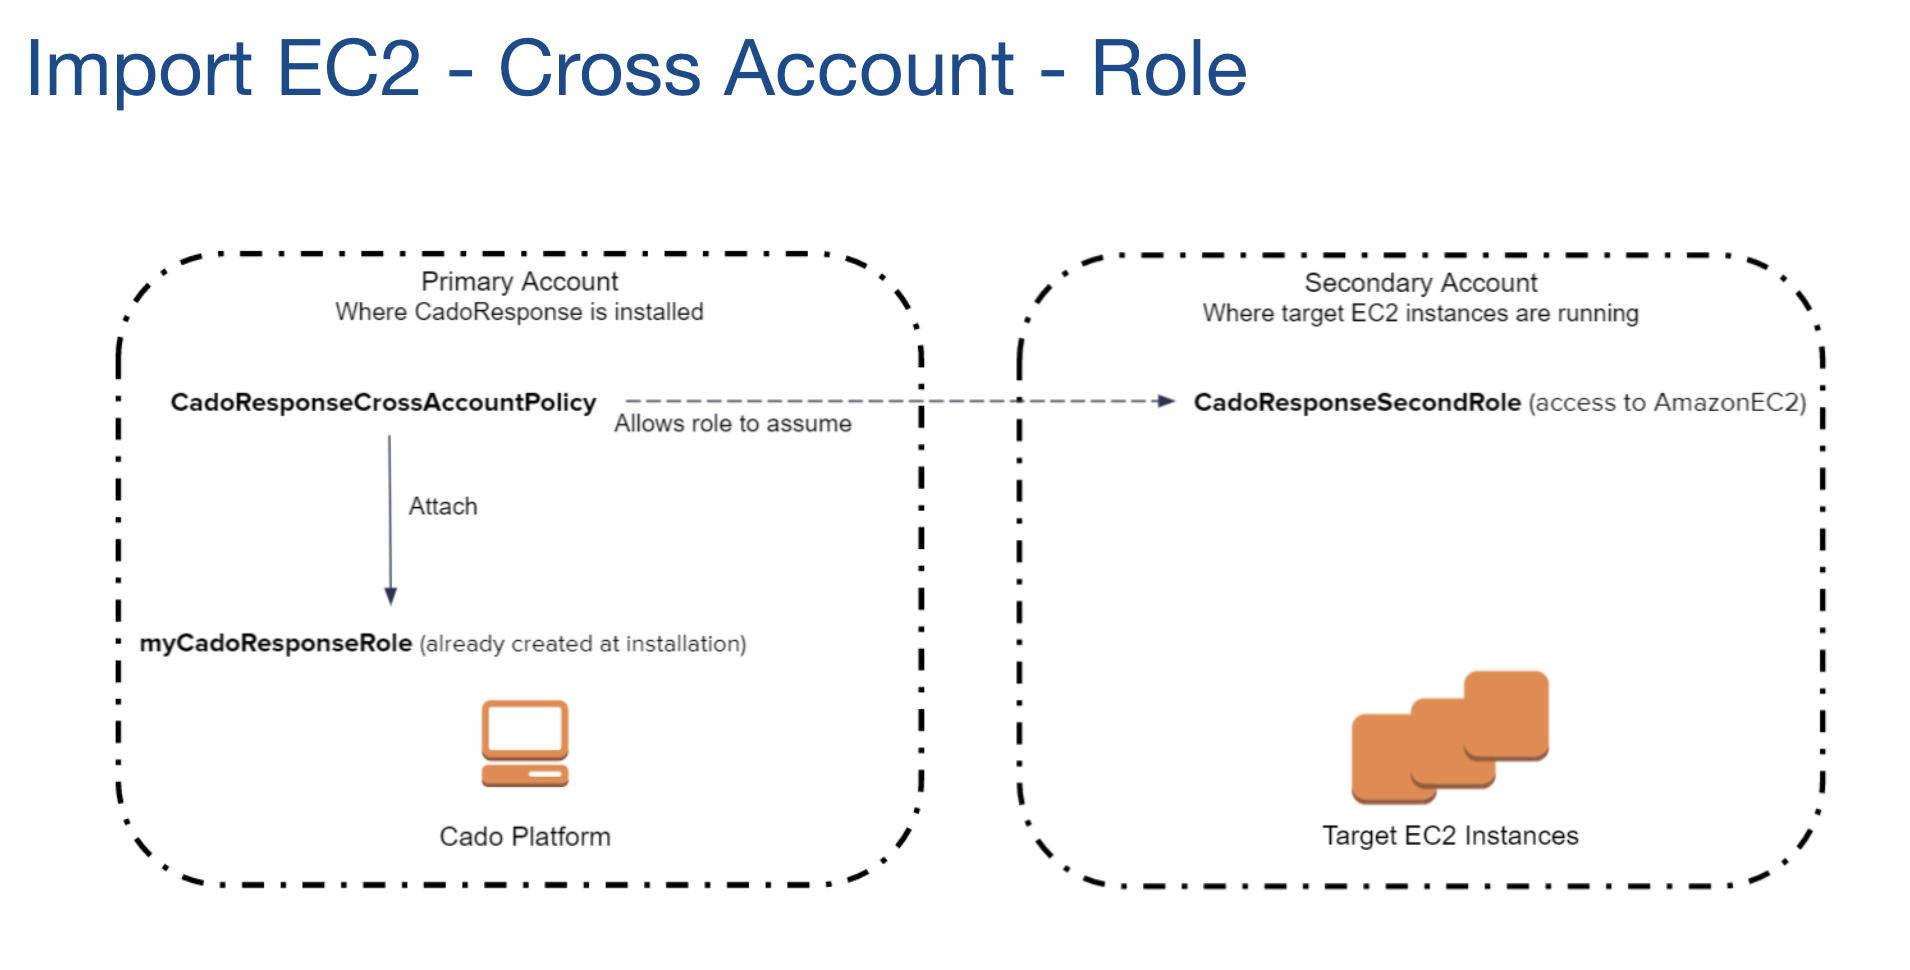 Import EC2 - Cross Account - Role
Primary Account
Where CadoResponse is installed
CadoResponseCrossAccountPolicy
Allows role to assume
Attach
myCadoResponseRole (already created at installation)
Cado Platform
Secondary Account
Where target EC2 instances are running
CadoResponseSecondRole (access to AmazonEC2)
Target EC2 Instances